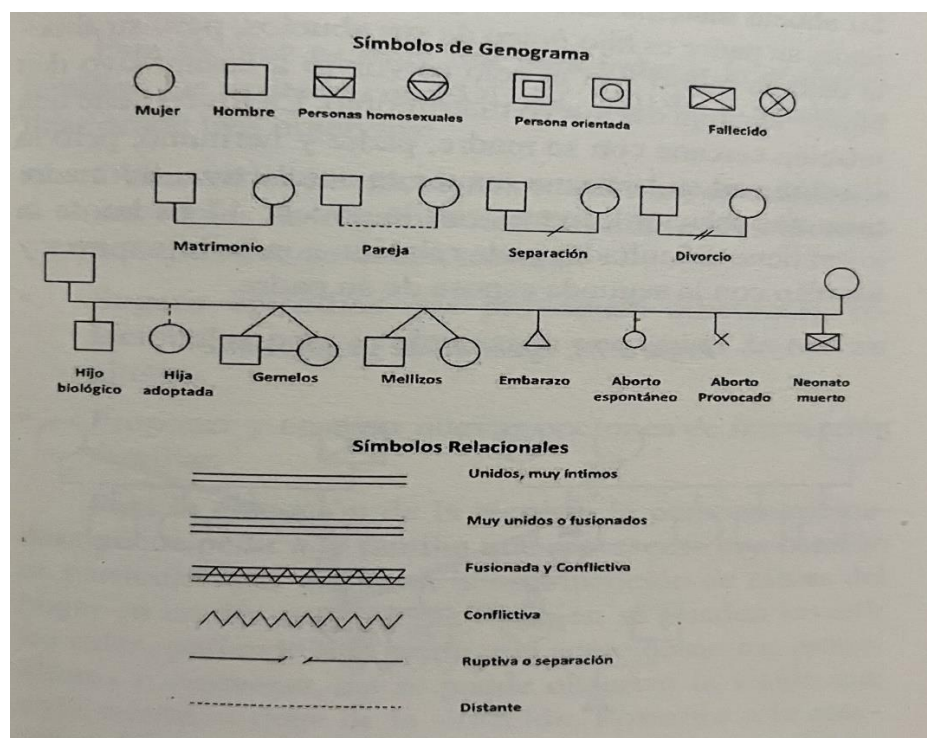 Símbolos de Genograma
Mujer
Hombre
Personas homosexuales
Persona orientada
Fallecido
Matrimonio
Pareja
Separación
Divorcio
Hijo
biológico
Hija
adoptada
Gemelos
Mellizos
Embarazo
Aborto
espontáneo
Aborto
Provocado
Neonato
muerto
Símbolos Relacionales
Unidos, muy íntimos
Muy unidos o fusionados
Fusionada y Conflictiva
Conflictiva
Ruptiva o separación
Distante